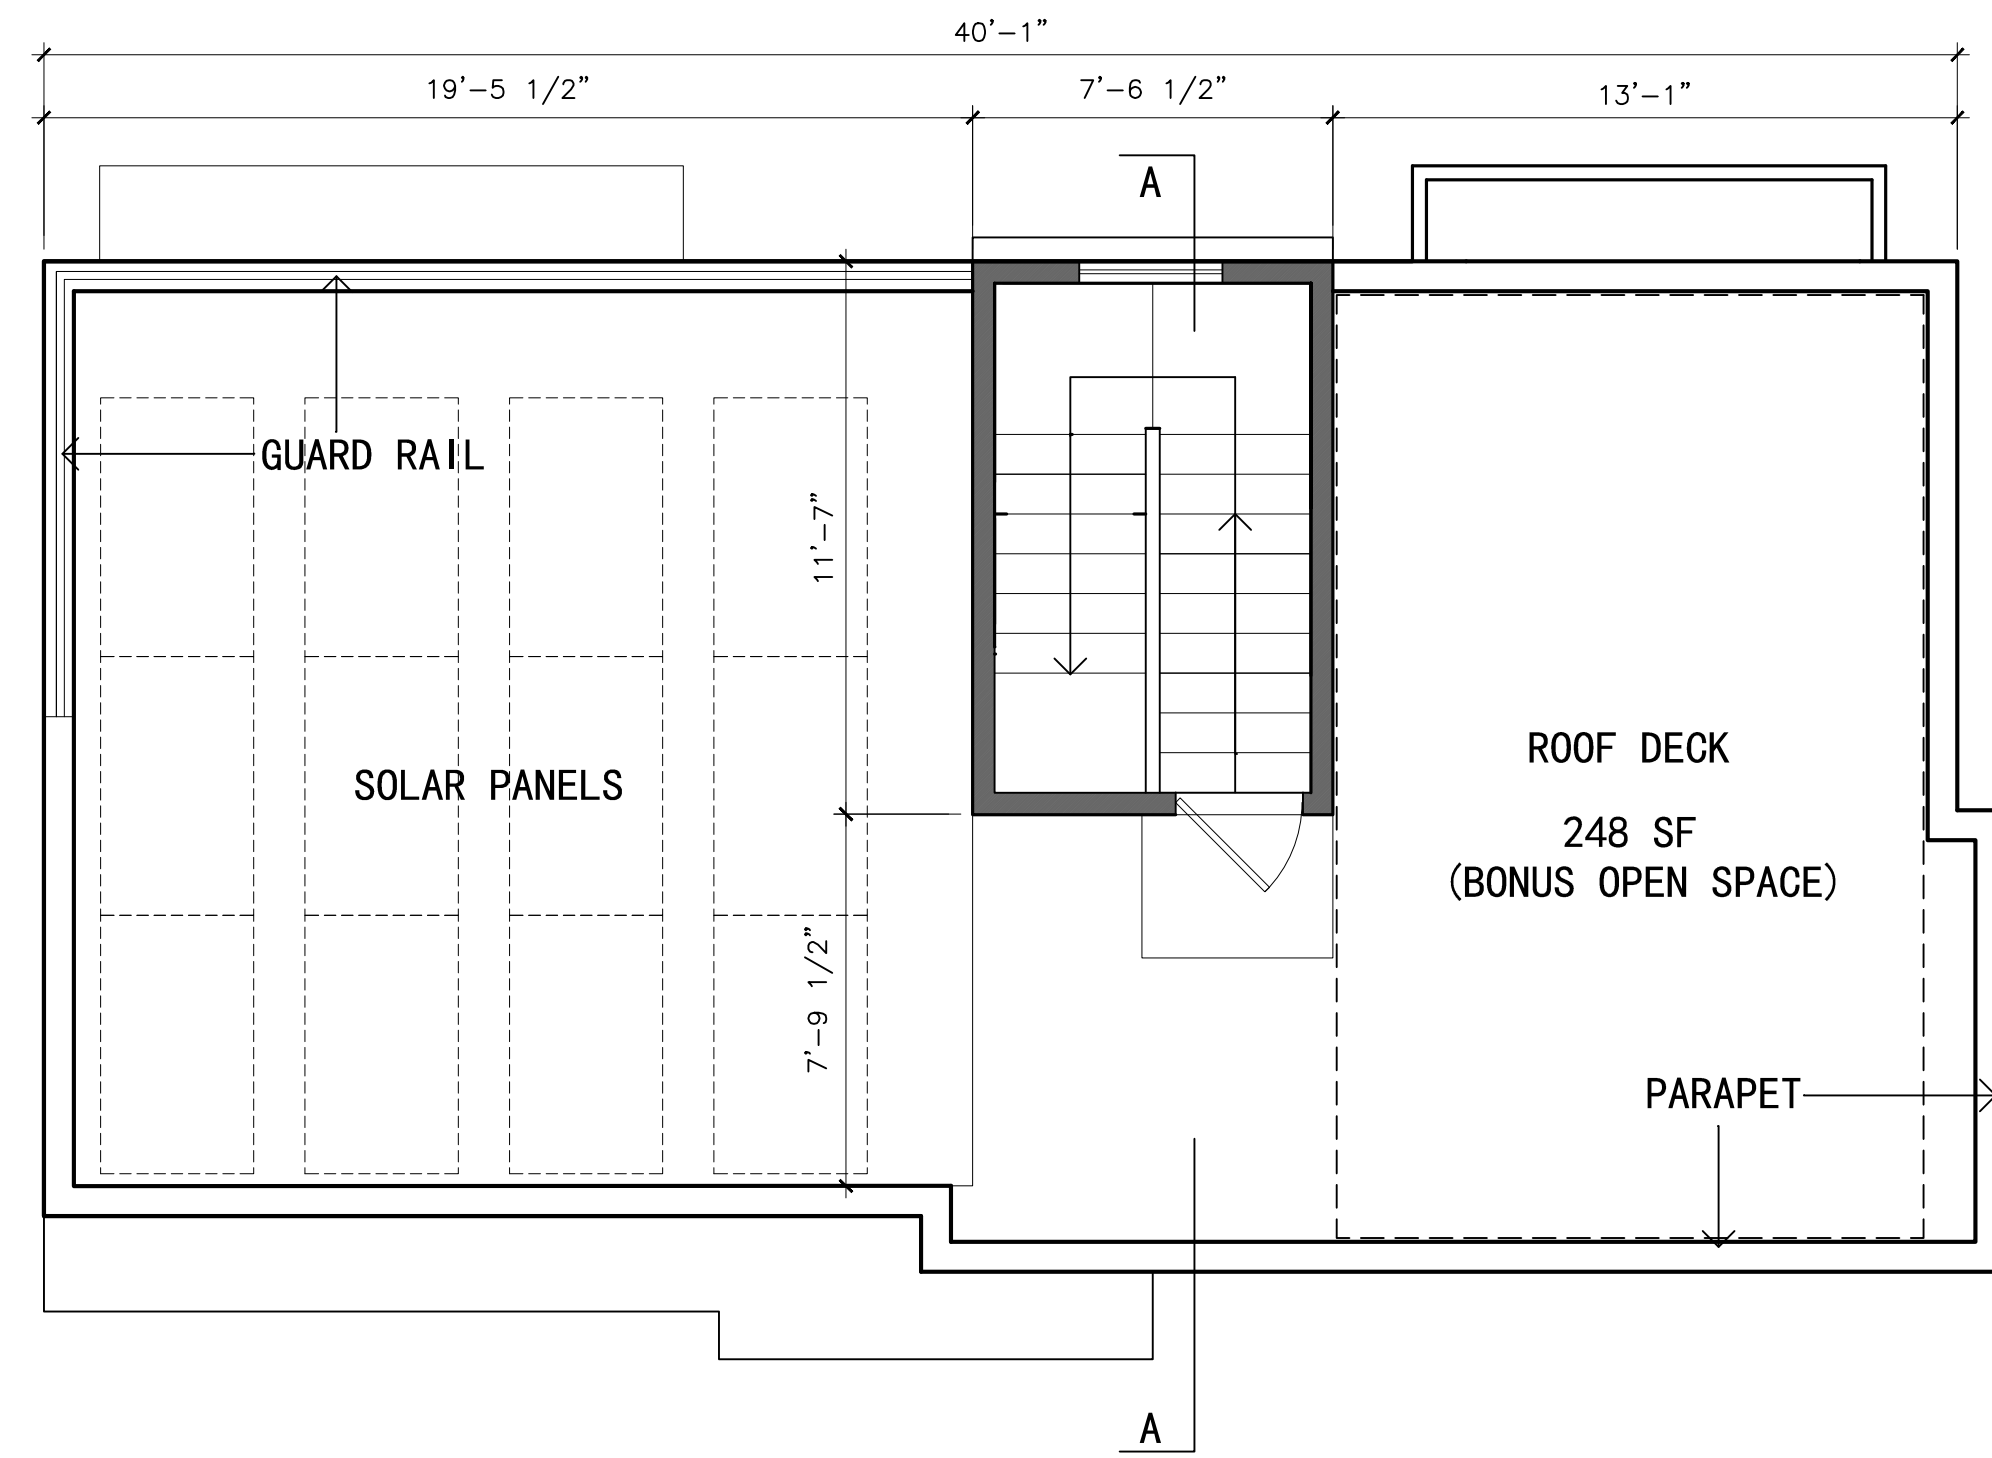 40’-1”
19’-5 1/2”
7’-6 1/2”
13’-1”
A
GUARD RAIL
11’-7”
SOLAR PANELS
ROOF DECK
248 SF
(BONUS OPEN SPACE)
7’-9 1/2”
PARAPET
A